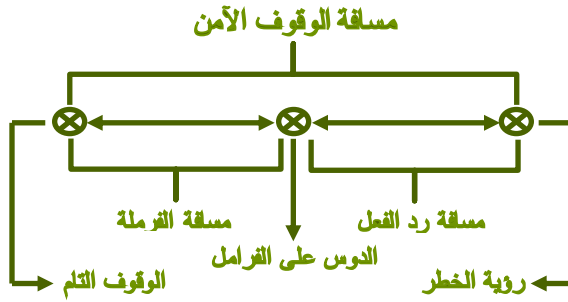 مسافة الوقوف الآمن
مسافة رد الفعل
مسافة الفرملة
الدوس على الفرامل
رؤية الخطر
الوقوف التام